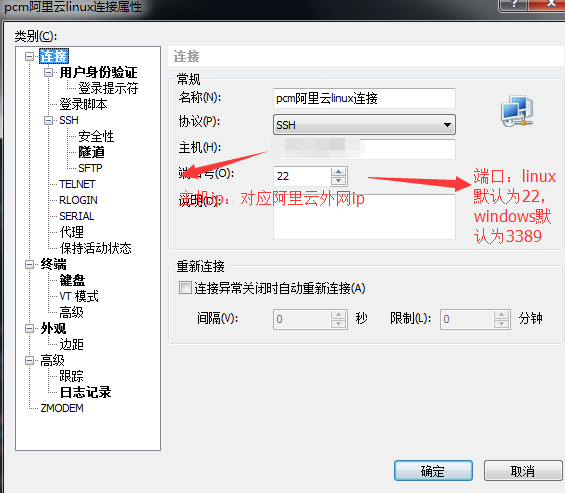 pcm阿里云linux连接属性
类别(C):
连接
用户身份验证
登录提示符
登录脚本
SSH
安全性
隧道
SFTP
TELNET
RLOGIN
SERIAL
代理
保持活动状态
终端
键盘
VT 模式
高级
外观
边距
高级
跟踪
日志记录
ZMODEM
连接
常规
名称(N):
pcm阿里云linux连接
协议(P):
SSH
主机(H):
端口号(O):
22
说明(D):
主机ip：对应阿里云外网ip
端口：linux
默认为22，
windows默
认为3389
重新连接
连接异常关闭时自动重新连接(A)
间隔(V):
0
秒
限制(L):
0
分钟
确定
取消